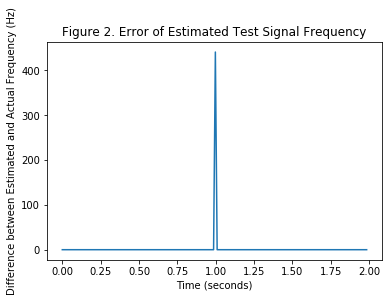 Figure 2. Error of Estimated Test Signal Frequency
Difference between Estimated and Actual Frequency (Hz)
400
300
200
100
0
0.00 0.25 0.50 0.75 1.00 1.25 1.50 1.75 2.00
Time (seconds)